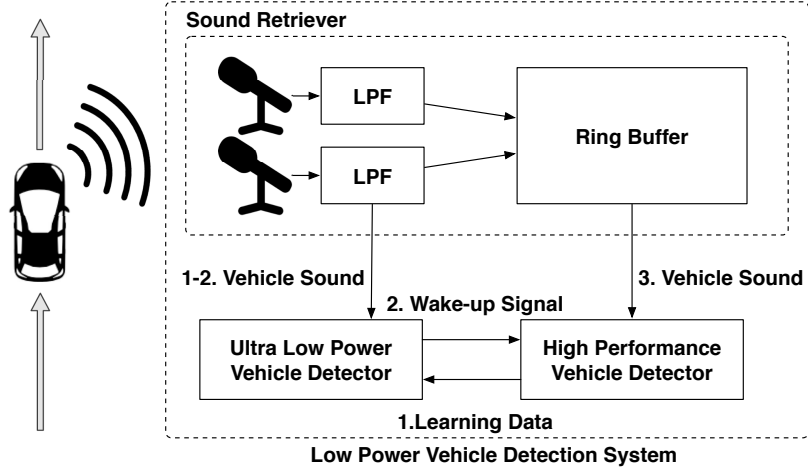 Sound Retriever
LPF
LPF
Ring Buffer
1-2. Vehicle Sound
3. Vehicle Sound
2. Wake-up Signal
Ultra Low Power
Vehicle Detector
High Performance
Vehicle Detector
1.Learning Data
Low Power Vehicle Detection System